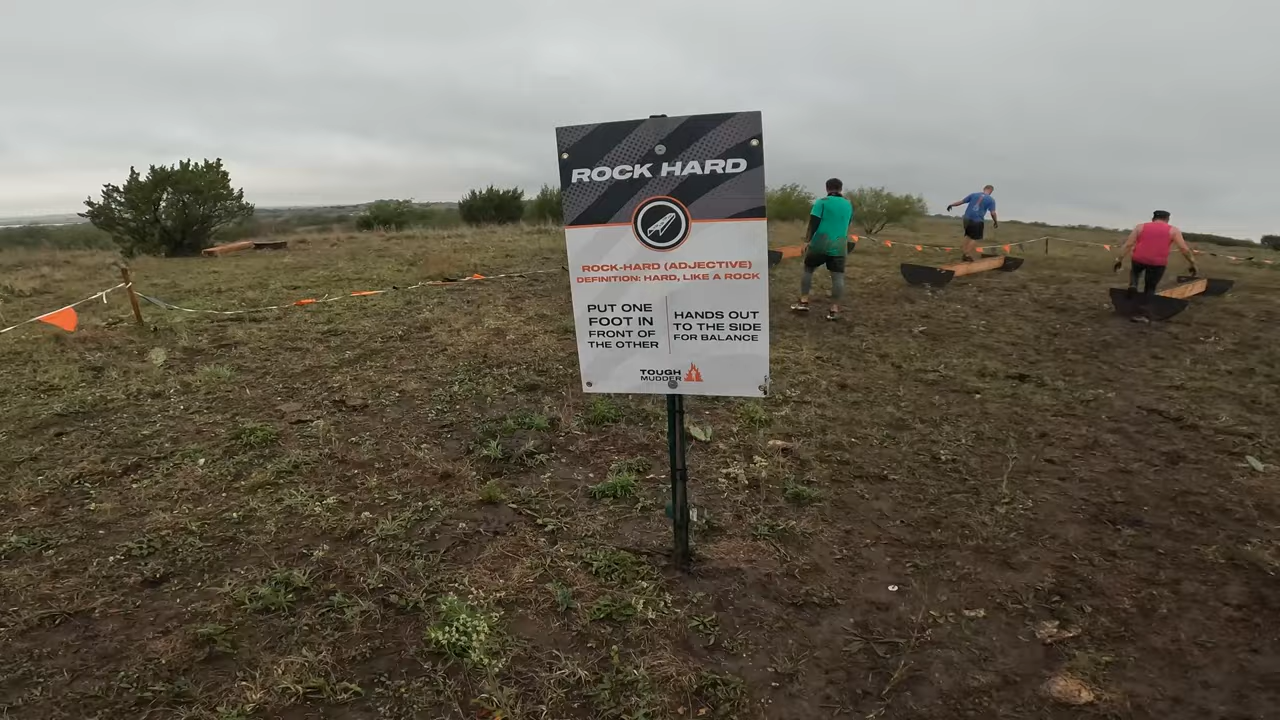 ROCK HARD
ROCK-HARD (ADJECTIVE)
DEFINITION: HARD, LIKE A ROCK
PUT ONE
FOOT IN
FRONT OF
THE OTHER
HANDS OUT
TO THE SIDE
FOR BALANCE
TOUGH
MUDDER